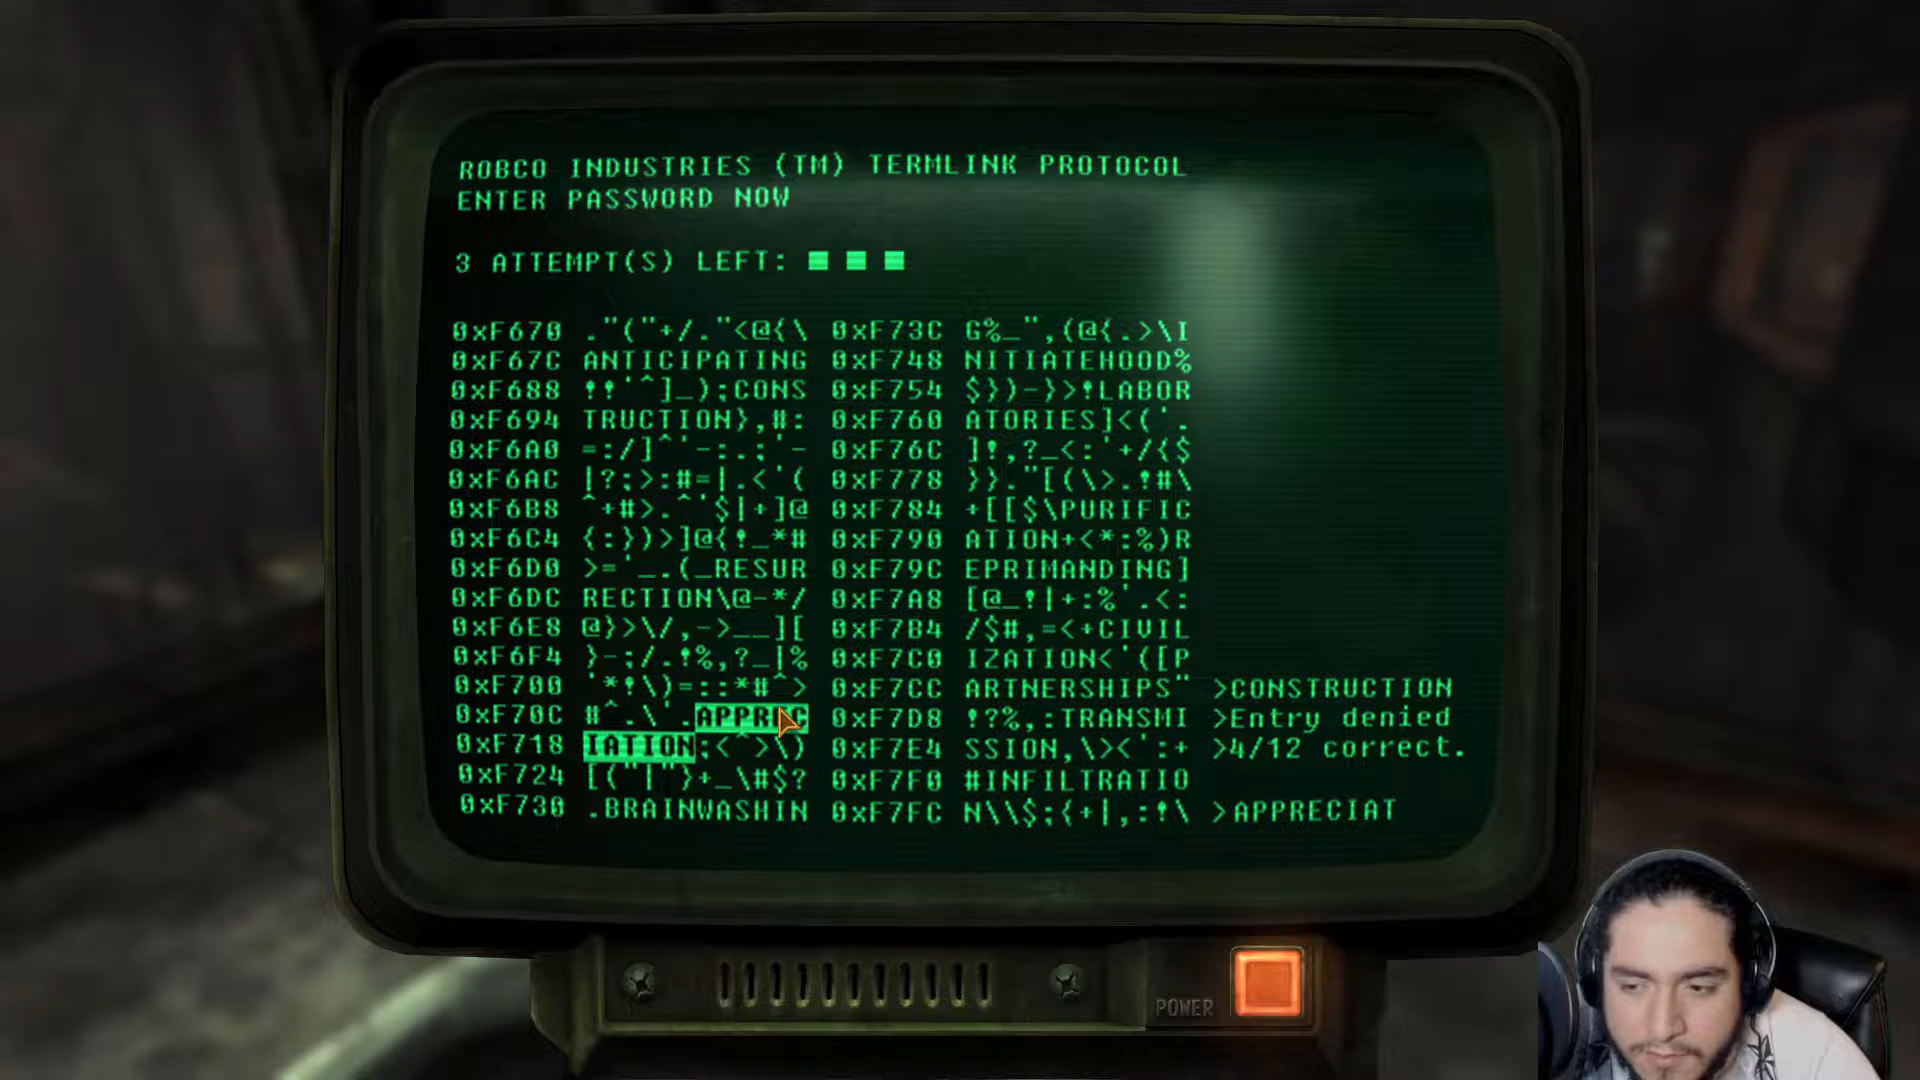 ROBCO INDUSTRIES (TM) TERMLINK PROTOCOL
ENTER PASSWORD NOW
3 ATTEMPT(S) LEFT: ■ ■ ■
0xF670 ."("+/."<@{\ 0xF73C G%_",(@{.>\I
0xF67C ANTICIPATING 0xF748 NITIATEHOOD%
0xF688 !!'^]_);CONS 0xF754 $})-}>!LABOR
0xF694 TRUCTION},#: 0xF760 ATORIES]<('.
0xF6A0 =:/]^'-:.:'- 0xF76C ]!,?_<:'+/{$
0xF6AC |?;>:#=|.<'( 0xF778 }}."[(\>.!#\
0xF6B8 ^+#>.^'$|+]@ 0xF784 +[[$\PURIFIC
0xF6C4 {:})>]@{!_*# 0xF790 ATION+<*:%)R
0xF6D0 >='_.(_RESUR 0xF79C EPRIMANDING]
0xF6DC RECTION\@-*/ 0xF7A8 [@_!|+:%'.<:
0xF6E8 @}>\/,->__][ 0xF7B4 /$#,=<+CIVIL
0xF6F4 }-;/.!%,?_|% 0xF7C0 IZATION<'([P
0xF700 '*!\)=::*#^> 0xF7CC ARTNERSHIPS" >CONSTRUCTION
0xF70C #^.\'.APPREC 0xF7D8 !?%,:TRANSMI >Entry denied
0xF718 IATION;<^>\) 0xF7E4 SSION,\><':+ >4/12 correct.
0xF724 [("|"}+_\#$? 0xF7F0 #INFILTRATIO
0xF730 .BRAINWASHIN 0xF7FC N\\$;{+|,:!\ >APPRECIAT
POWER